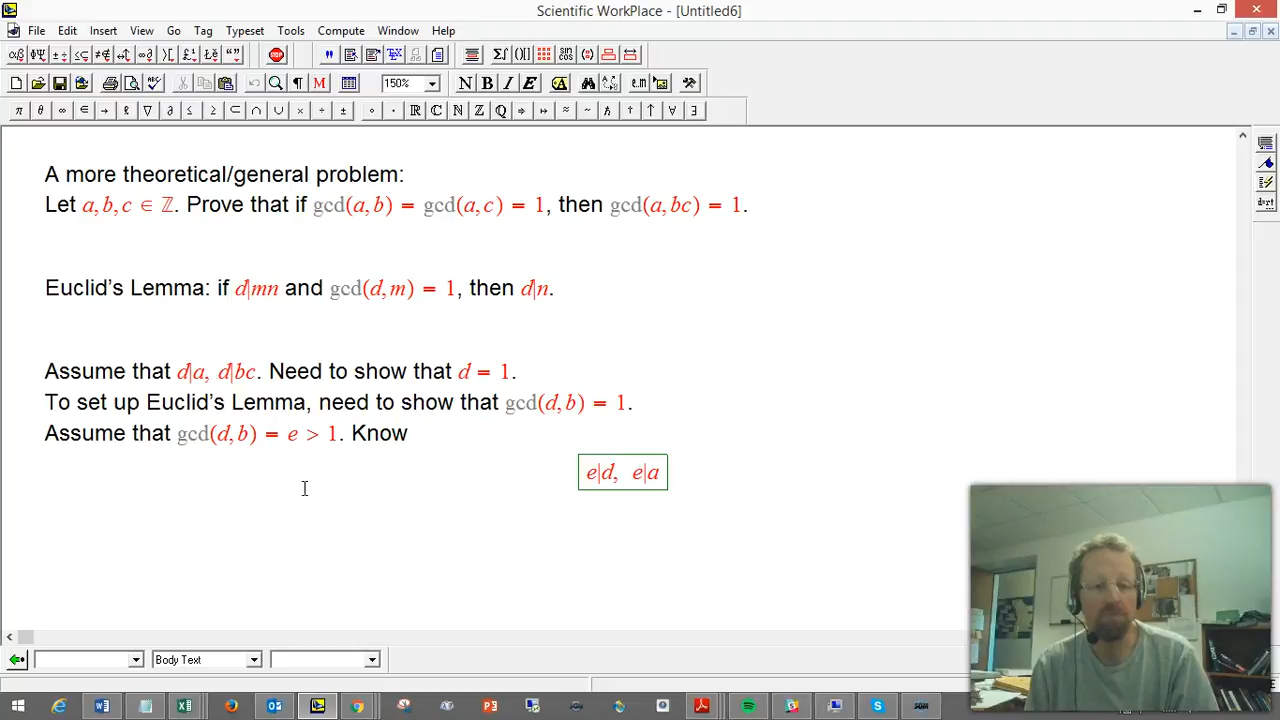 Scientific WorkPlace - [Untitled6]
File Edit Insert View Go Tag Typeset Tools Compute Window Help
150%
A more theoretical/general problem:
Let a, b, c ∈ ℤ. Prove that if gcd(a, b) = gcd(a, c) = 1, then gcd(a, bc) = 1.
Euclid's Lemma: if d|mn and gcd(d, m) = 1, then d|n.
Assume that d|a, d|bc. Need to show that d = 1.
To set up Euclid's Lemma, need to show that gcd(d, b) = 1.
Assume that gcd(d, b) = e > 1. Know
e|d, e|a
Body Text